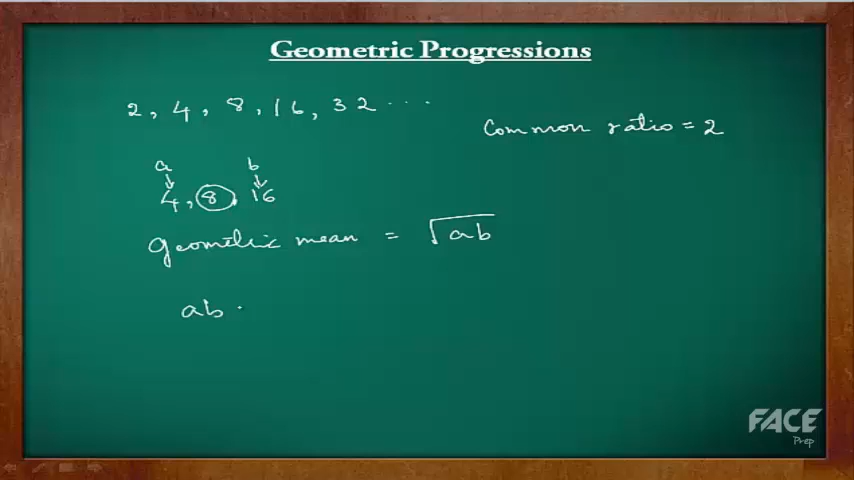 Geometric Progressions
2, 4, 8, 16, 32 ...
Common ratio = 2
a b
4, 8, 16
Geometric mean = √ab
ab
FACE
Prep